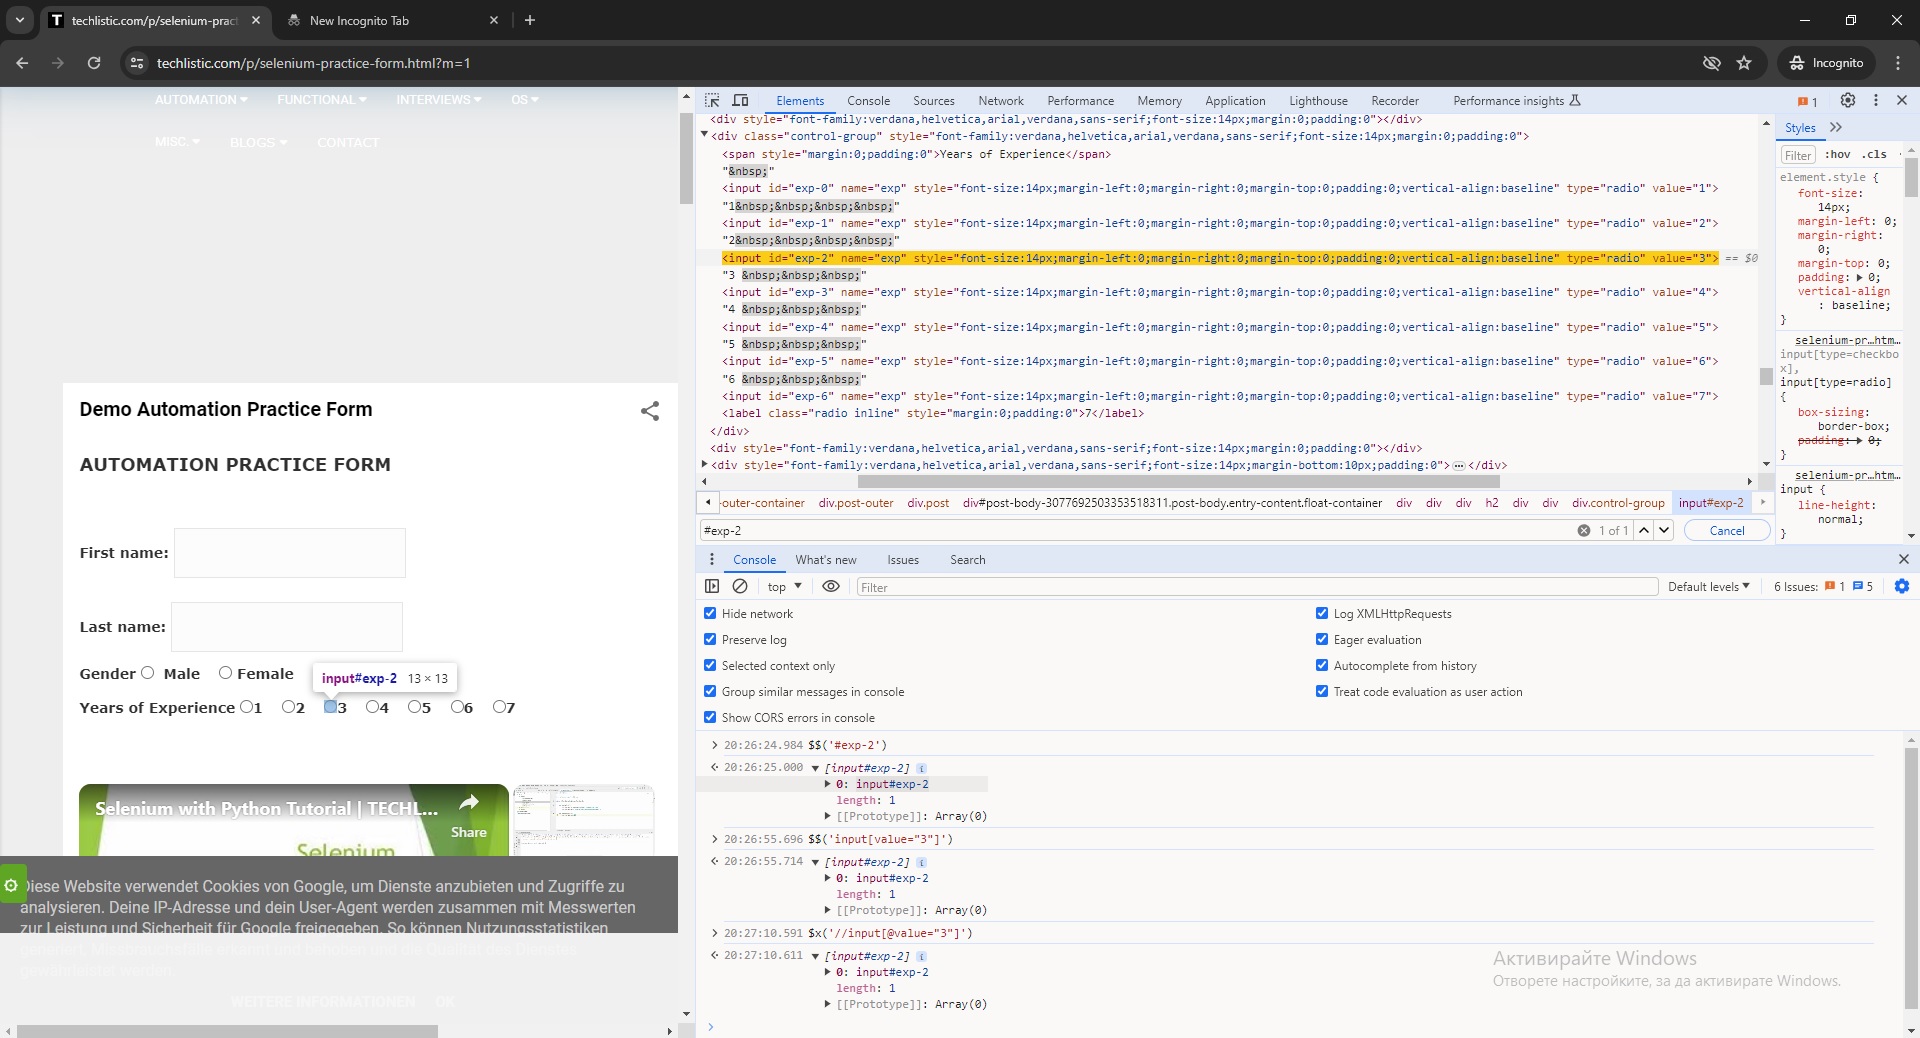 techlistic.com/p/selenium-prac
New Incognito Tab
techlistic.com/p/selenium-practice-form.html?m=1
Incognito
AUTOMATION FUNCTIONAL INTERVIEWS OS
MISC. BLOGS CONTACT
Demo Automation Practice Form
AUTOMATION PRACTICE FORM
First name:
Last name:
Gender Male Female
input#exp-2 13 × 13
Years of Experience 1 2 3 4 5 6 7
Selenium with Python Tutorial | TECHL...
Share
Selenium
Diese Website verwendet Cookies von Google, um Dienste anzubieten und Zugriffe zu
analysieren. Deine IP-Adresse und dein User-Agent werden zusammen mit Messwerten
zur Leistung und Sicherheit für Google freigegeben. So können Nutzungsstatistiken
generiert, Missbrauchsfälle erkannt und behoben und die Qualität des Dienstes
gewährleistet werden.
WEITERE INFORMATIONEN OK
Elements Console Sources Network Performance Memory Application Lighthouse Recorder Performance insights 1
<div style="font-family:verdana,helvetica,arial,verdana,sans-serif;font-size:14px;margin:0;padding:0"></div>
<div class="control-group" style="font-family:verdana,helvetica,arial,verdana,sans-serif;font-size:14px;margin:0;padding:0">
<span style="margin:0;padding:0">Years of Experience</span>
"&nbsp;"
<input id="exp-0" name="exp" style="font-size:14px;margin-left:0;margin-right:0;margin-top:0;padding:0;vertical-align:baseline" type="radio" value="1">
"1&nbsp;&nbsp;&nbsp;&nbsp;"
<input id="exp-1" name="exp" style="font-size:14px;margin-left:0;margin-right:0;margin-top:0;padding:0;vertical-align:baseline" type="radio" value="2">
"2&nbsp;&nbsp;&nbsp;&nbsp;"
<input id="exp-2" name="exp" style="font-size:14px;margin-left:0;margin-right:0;margin-top:0;padding:0;vertical-align:baseline" type="radio" value="3"> == $0
"3 &nbsp;&nbsp;&nbsp;"
<input id="exp-3" name="exp" style="font-size:14px;margin-left:0;margin-right:0;margin-top:0;padding:0;vertical-align:baseline" type="radio" value="4">
"4 &nbsp;&nbsp;&nbsp;"
<input id="exp-4" name="exp" style="font-size:14px;margin-left:0;margin-right:0;margin-top:0;padding:0;vertical-align:baseline" type="radio" value="5">
"5 &nbsp;&nbsp;&nbsp;"
<input id="exp-5" name="exp" style="font-size:14px;margin-left:0;margin-right:0;margin-top:0;padding:0;vertical-align:baseline" type="radio" value="6">
"6 &nbsp;&nbsp;&nbsp;"
<input id="exp-6" name="exp" style="font-size:14px;margin-left:0;margin-right:0;margin-top:0;padding:0;vertical-align:baseline" type="radio" value="7">
<label class="radio inline" style="margin:0;padding:0">7</label>
</div>
<div style="font-family:verdana,helvetica,arial,verdana,sans-serif;font-size:14px;margin:0;padding:0"></div>
<div style="font-family:verdana,helvetica,arial,verdana,sans-serif;font-size:14px;margin-bottom:10px;padding:0"> … </div>
-outer-container div.post-outer div.post div#post-body-3077692503353518311.post-body.entry-content.float-container div div div h2 div div div.control-group input#exp-2
#exp-2 1 of 1 Cancel
Styles
Filter :hov .cls
element.style {
font-size:
14px;
margin-left: 0;
margin-right:
0;
margin-top: 0;
padding: 0;
vertical-align
: baseline;
}
selenium-pr…htm…
input[type=checkbo
x],
input[type=radio]
{
box-sizing:
border-box;
padding: 0;
}
selenium-pr…htm…
input {
line-height:
normal;
}
Console What's new Issues Search
top Filter Default levels 6 Issues: 1 5
Hide network Log XMLHttpRequests
Preserve log Eager evaluation
Selected context only Autocomplete from history
Group similar messages in console Treat code evaluation as user action
Show CORS errors in console
20:26:24.984 $$('#exp-2')
20:26:25.000 [input#exp-2] i
0: input#exp-2
length: 1
[[Prototype]]: Array(0)
20:26:55.696 $$('input[value="3"]')
20:26:55.714 [input#exp-2] i
0: input#exp-2
length: 1
[[Prototype]]: Array(0)
20:27:10.591 $x('//input[@value="3"]')
20:27:10.611 [input#exp-2] i
0: input#exp-2
length: 1
[[Prototype]]: Array(0)
Активирайте Windows
Отворете настройките, за да активирате Windows.